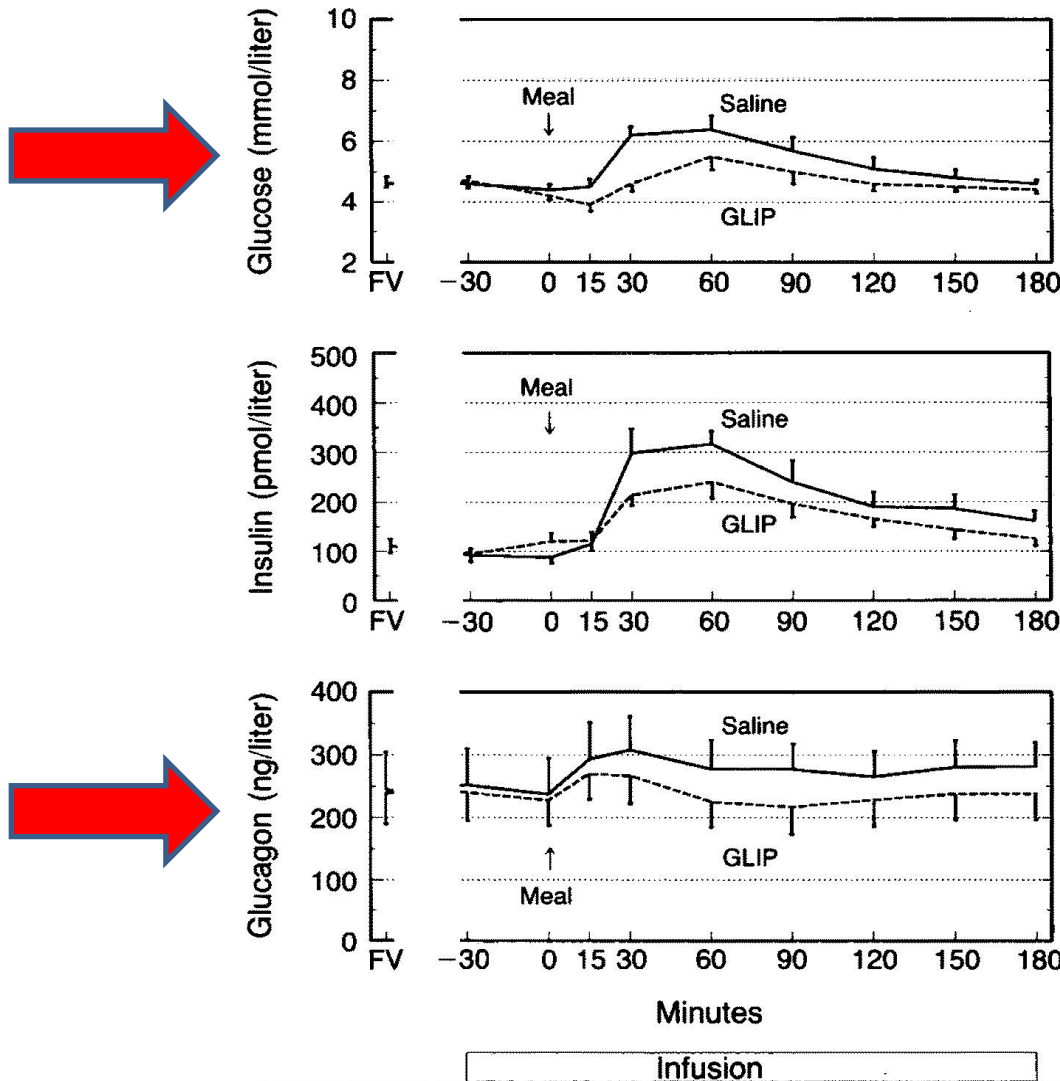 Glucose (mmol/liter)
10
8
6
4
2
Meal
↓
Saline
GLIP
FV
−30 0 15 30 60 90 120 150 180
Insulin (pmol/liter)
500
400
300
200
100
0
Meal
↓
Saline
GLIP
FV
−30 0 15 30 60 90 120 150 180
Glucagon (ng/liter)
400
300
200
100
0
Saline
GLIP
↑
Meal
FV
−30 0 15 30 60 90 120 150 180
Minutes
Infusion